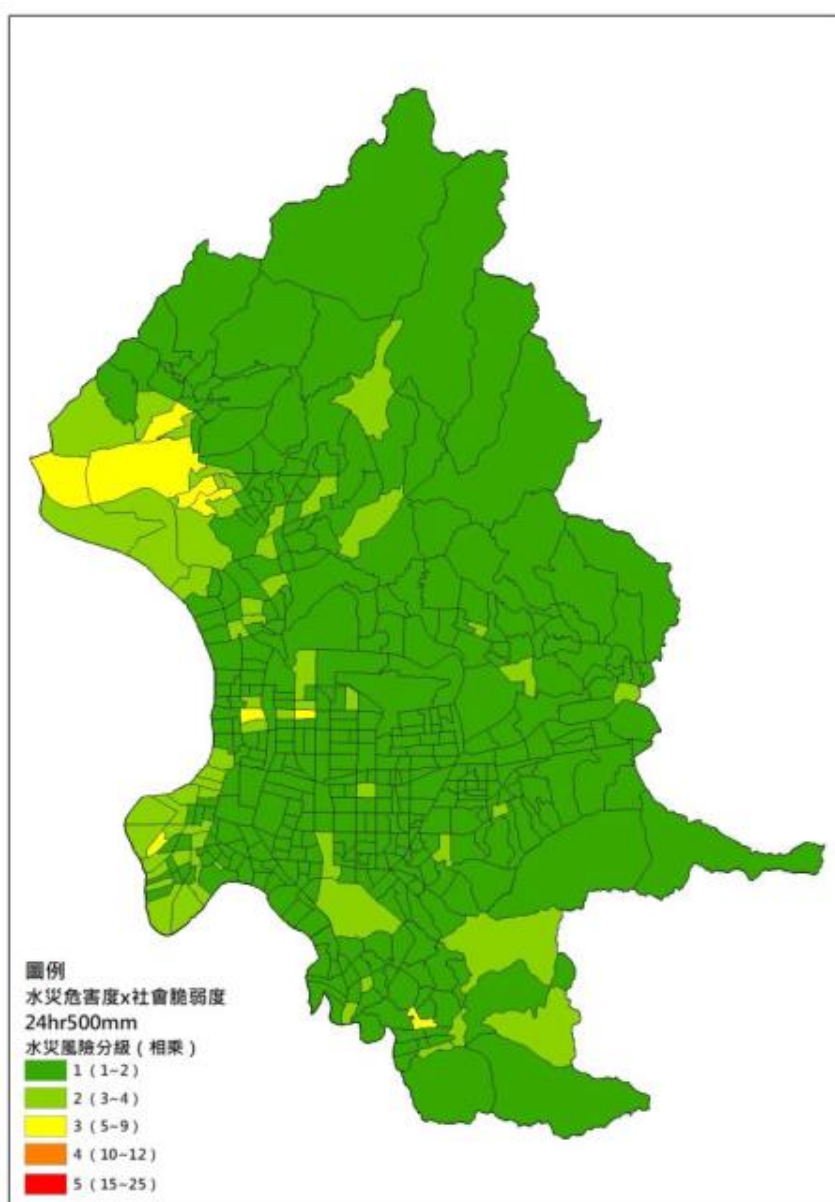 圖例
水災危害度x社會脆弱度
24hr500mm
水災風險分級（相乘）
1（1~2）
2（3~4）
3（5~9）
4（10~12）
5（15~25）